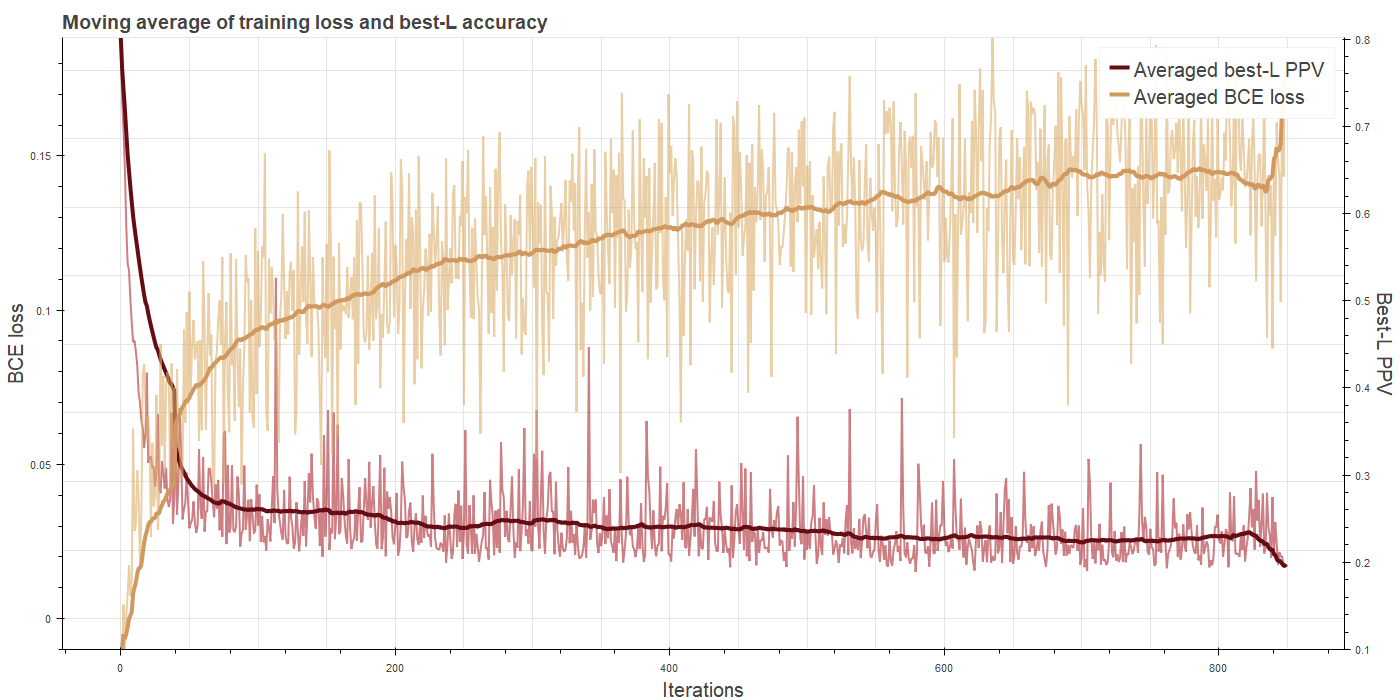 Moving average of training loss and best-L accuracy
Averaged best-L PPV
Averaged BCE loss
BCE loss
0.15
0.1
0.05
0
0.8
0.7
0.6
0.5
0.4
0.3
0.2
0.1
Best-L PPV
0
200
400
600
800
Iterations